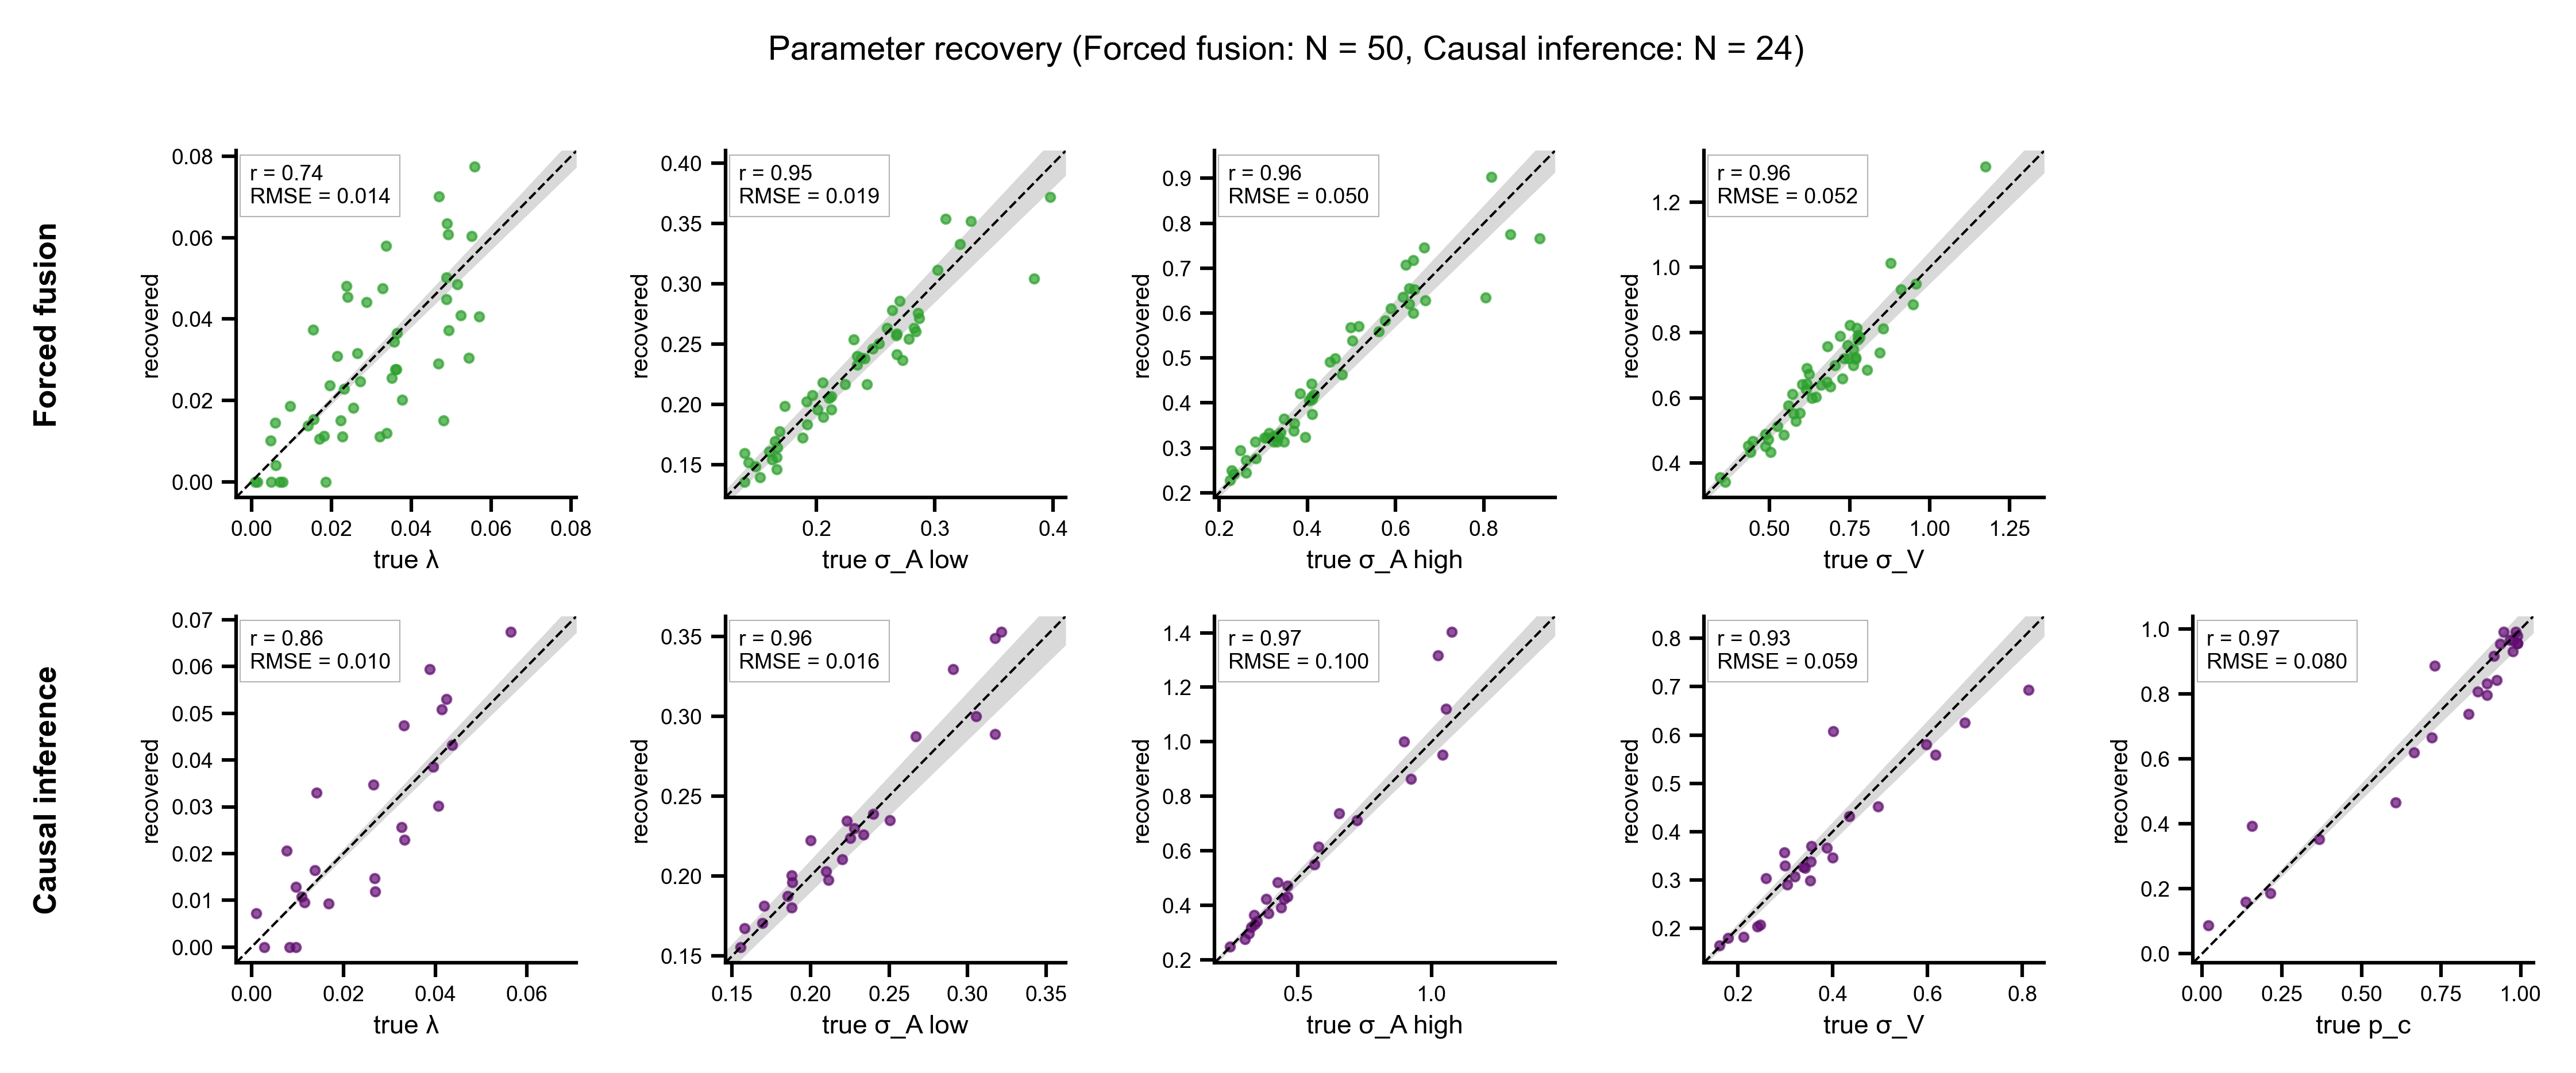 Parameter recovery (Forced fusion: N = 50, Causal inference: N = 24)
Forced fusion
r = 0.74
RMSE = 0.014
recovered
0.08
0.06
0.04
0.02
0.00
0.00 0.02 0.04 0.06 0.08
true λ
r = 0.95
RMSE = 0.019
recovered
0.40
0.35
0.30
0.25
0.20
0.15
0.2 0.3 0.4
true σ_A low
r = 0.96
RMSE = 0.050
recovered
0.9
0.8
0.7
0.6
0.5
0.4
0.3
0.2
0.2 0.4 0.6 0.8
true σ_A high
r = 0.96
RMSE = 0.052
recovered
1.2
1.0
0.8
0.6
0.4
0.50 0.75 1.00 1.25
true σ_V
Causal inference
r = 0.86
RMSE = 0.010
recovered
0.07
0.06
0.05
0.04
0.03
0.02
0.01
0.00
0.00 0.02 0.04 0.06
true λ
r = 0.96
RMSE = 0.016
recovered
0.35
0.30
0.25
0.20
0.15
0.15 0.20 0.25 0.30 0.35
true σ_A low
r = 0.97
RMSE = 0.100
recovered
1.4
1.2
1.0
0.8
0.6
0.4
0.2
0.5 1.0
true σ_A high
r = 0.93
RMSE = 0.059
recovered
0.8
0.7
0.6
0.5
0.4
0.3
0.2
0.2 0.4 0.6 0.8
true σ_V
r = 0.97
RMSE = 0.080
recovered
1.0
0.8
0.6
0.4
0.2
0.0
0.00 0.25 0.50 0.75 1.00
true p_c